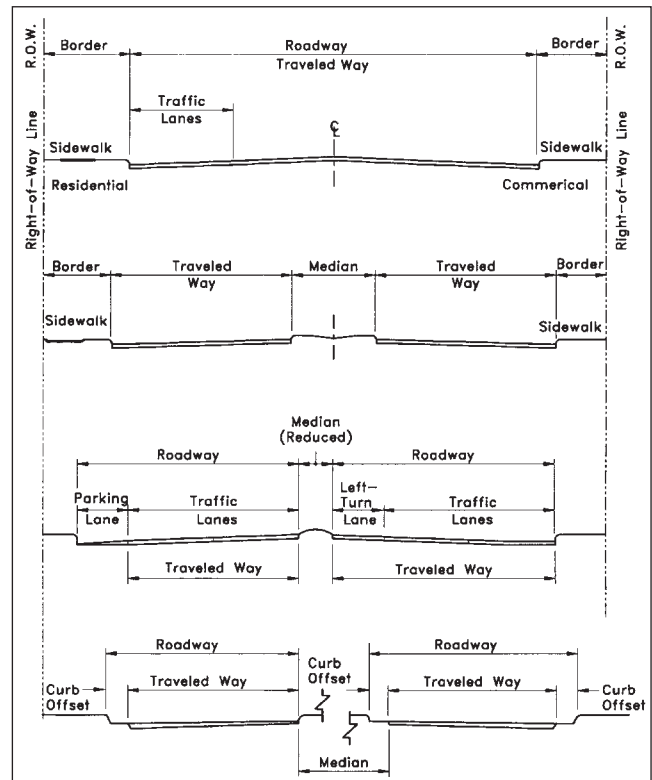 R.O.W.
Border
Roadway
Traveled Way
Border
R.O.W.
Traffic
Lanes
℄
Sidewalk
Sidewalk
Residential
Commerical
Right-of-Way Line
Right-of-Way Line
Border
Traveled
Way
Median
Traveled
Way
Border
Sidewalk
Sidewalk
Median
(Reduced)
Roadway
Roadway
Parking
Lane
Traffic
Lanes
Left-
Turn
Lane
Traffic
Lanes
Traveled Way
Traveled Way
Roadway
Roadway
Curb
Offset
Traveled Way
Curb
Offset
Traveled Way
Curb
Offset
Median